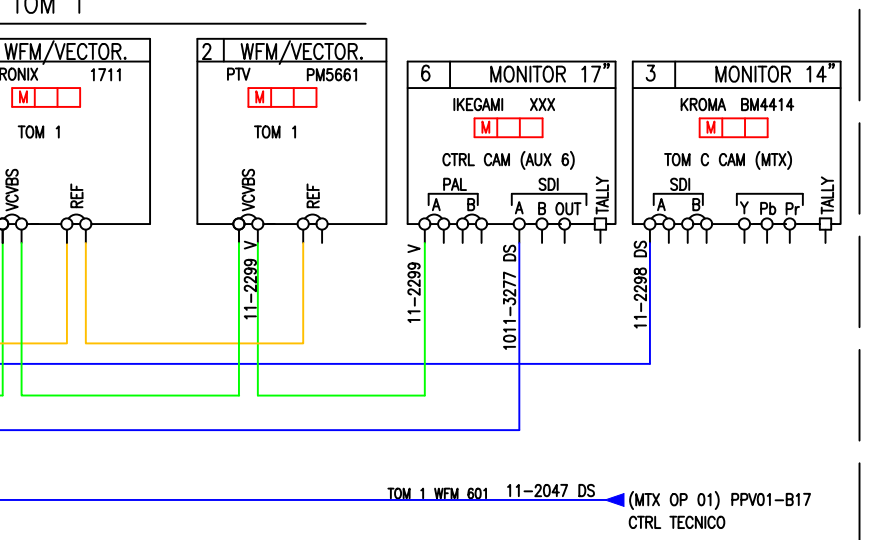 TOM 1
WFM/VECTOR.
RONIX 1711
M
TOM 1
VCVBS
REF
2 WFM/VECTOR.
PTV PM5661
M
TOM 1
VCVBS
REF
11-2299 V
6 MONITOR 17”
IKEGAMI XXX
M
CTRL CAM (AUX 6)
PAL SDI
A B A B OUT
TALLY
11-2299 V
1011-3277 DS
3 MONITOR 14”
KROMA BM4414
M
TOM C CAM (MTX)
SDI
A B Y Pb Pr
TALLY
11-2298 DS
TOM 1 WFM 601 11-2047 DS
(MTX OP 01) PPV01-B17
CTRL TECNICO